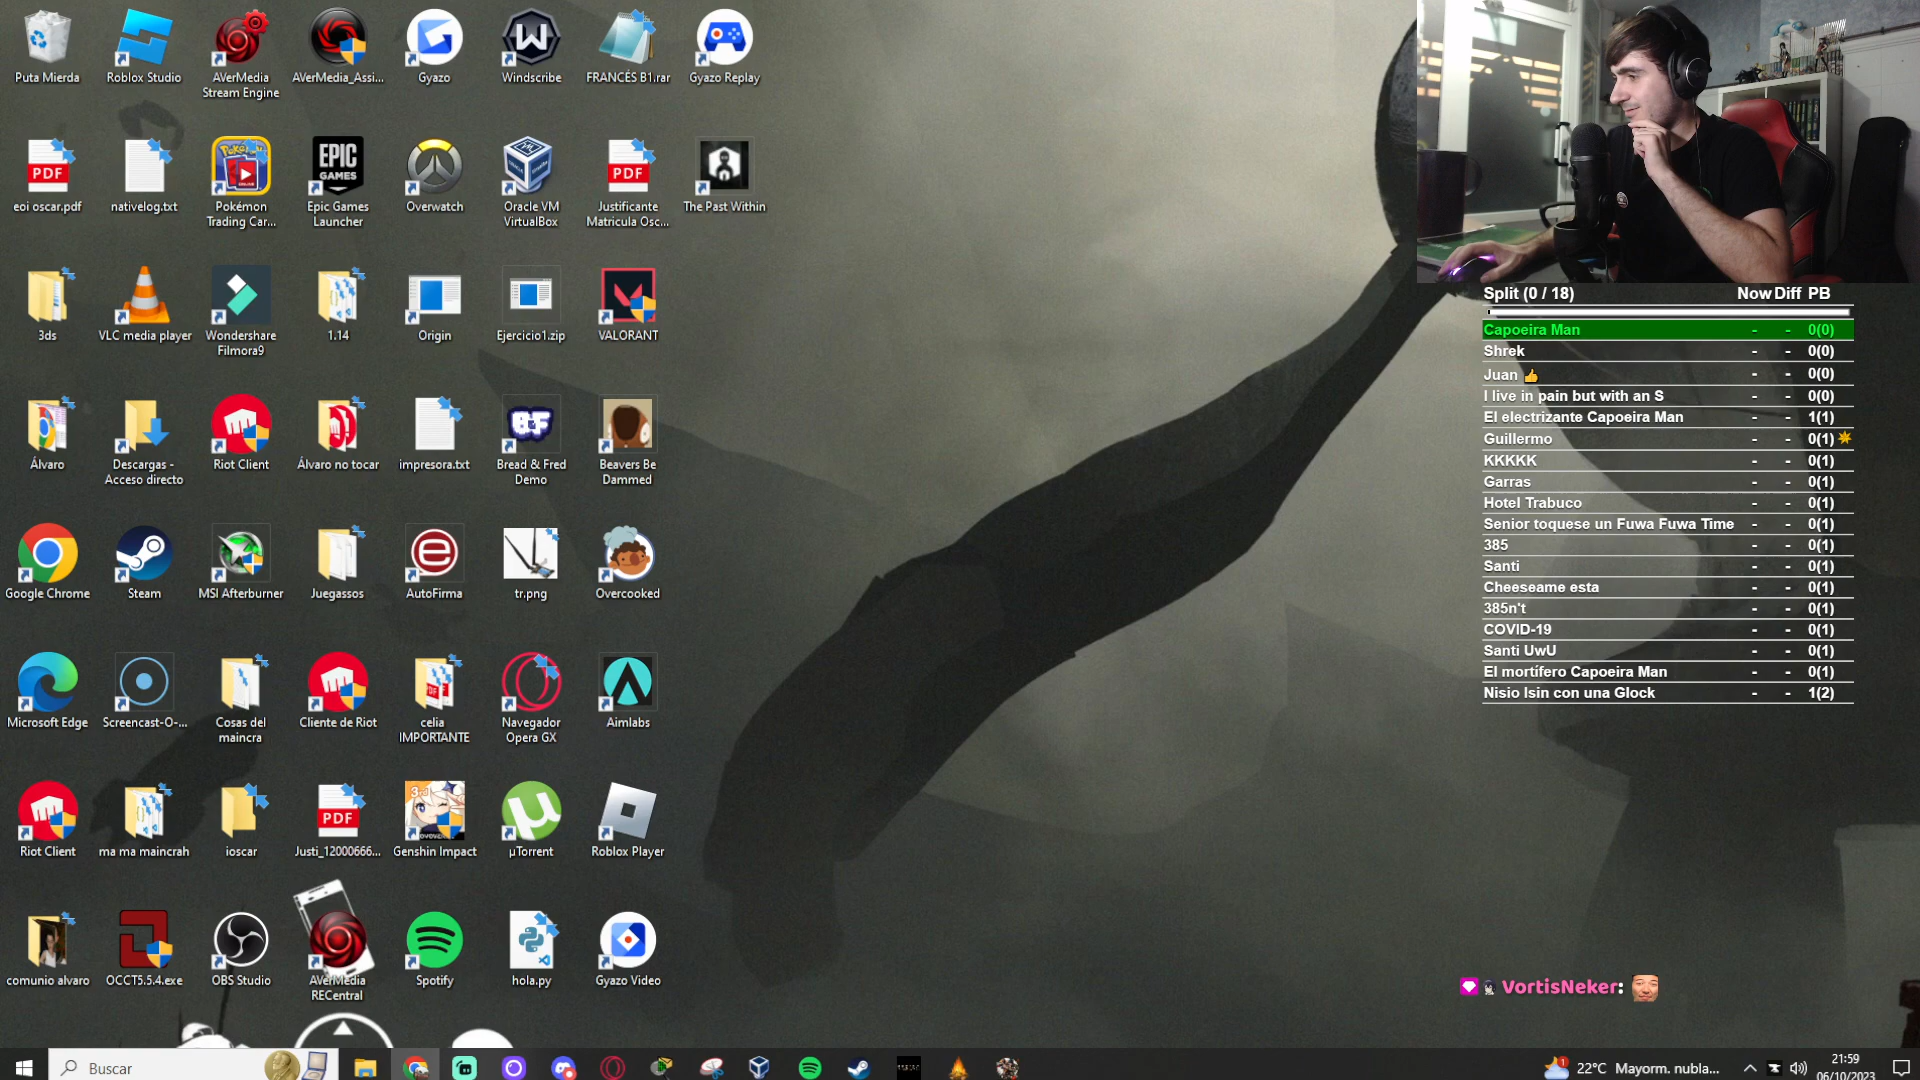 Puta Mierda
Roblox Studio
AVerMedia
Stream Engine
AVerMedia_Assi...
Gyazo
Windscribe
FRANCÉS B1.rar
Gyazo Replay
PDF
eoi oscar.pdf
nativelog.txt
Pokémon
Trading Car...
EPIC
GAMES
Epic Games
Launcher
Overwatch
Oracle VM
VirtualBox
PDF
Justificante
Matricula Osc...
The Past Within
3ds
VLC media player
Wondershare
Filmora9
1.14
Origin
Ejercicio1.zip
VALORANT
Álvaro
Descargas -
Acceso directo
Riot Client
Álvaro no tocar
impresora.txt
BF
Bread & Fred
Demo
Beavers Be
Dammed
Google Chrome
Steam
MSI Afterburner
Juegassos
AutoFirma
tr.png
Overcooked
Microsoft Edge
Screencast-O-...
Cosas del
maincra
Cliente de Riot
celia
IMPORTANTE
Navegador
Opera GX
Aimlabs
Riot Client
ma ma maincrah
ioscar
PDF
Justi_12000666...
3rd
Genshin Impact
µTorrent
Roblox Player
comunio alvaro
OCCT5.5.4.exe
OBS Studio
AVerMedia
RECentral
Spotify
hola.py
Gyazo Video
Split (0 / 18) Now Diff PB
Capoeira Man - - 0(0)
Shrek - - 0(0)
Juan 👍 - - 0(0)
I live in pain but with an S - - 0(0)
El electrizante Capoeira Man - - 1(1)
Guillermo - - 0(1)
KKKKK - - 0(1)
Garras - - 0(1)
Hotel Trabuco - - 0(1)
Senior toquese un Fuwa Fuwa Time - - 0(1)
385 - - 0(1)
Santi - - 0(1)
Cheeseame esta - - 0(1)
385n't - - 0(1)
COVID-19 - - 0(1)
Santi UwU - - 0(1)
El mortífero Capoeira Man - - 0(1)
Nisio Isin con una Glock - - 1(2)
VortisNeker:
Buscar
1
22°C Mayorm. nubla...
21:59
06/10/2023